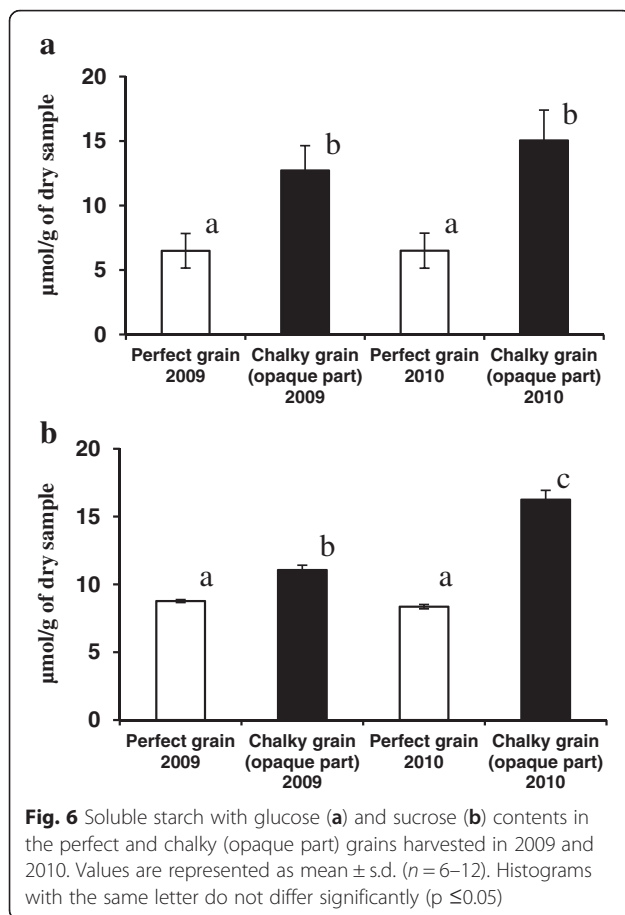 a
20
15
10
5
0
µmol/g of dry sample
a
b
a
b
Perfect grain 2009
Chalky grain (opaque part) 2009
Perfect grain 2010
Chalky grain (opaque part) 2010
b
20
15
10
5
0
µmol/g of dry sample
a
b
a
c
Perfect grain 2009
Chalky grain (opaque part) 2009
Perfect grain 2010
Chalky grain (opaque part) 2010
Fig. 6 Soluble starch with glucose (a) and sucrose (b) contents in
the perfect and chalky (opaque part) grains harvested in 2009 and
2010. Values are represented as mean ± s.d. (n = 6–12). Histograms
with the same letter do not differ significantly (p ≤0.05)